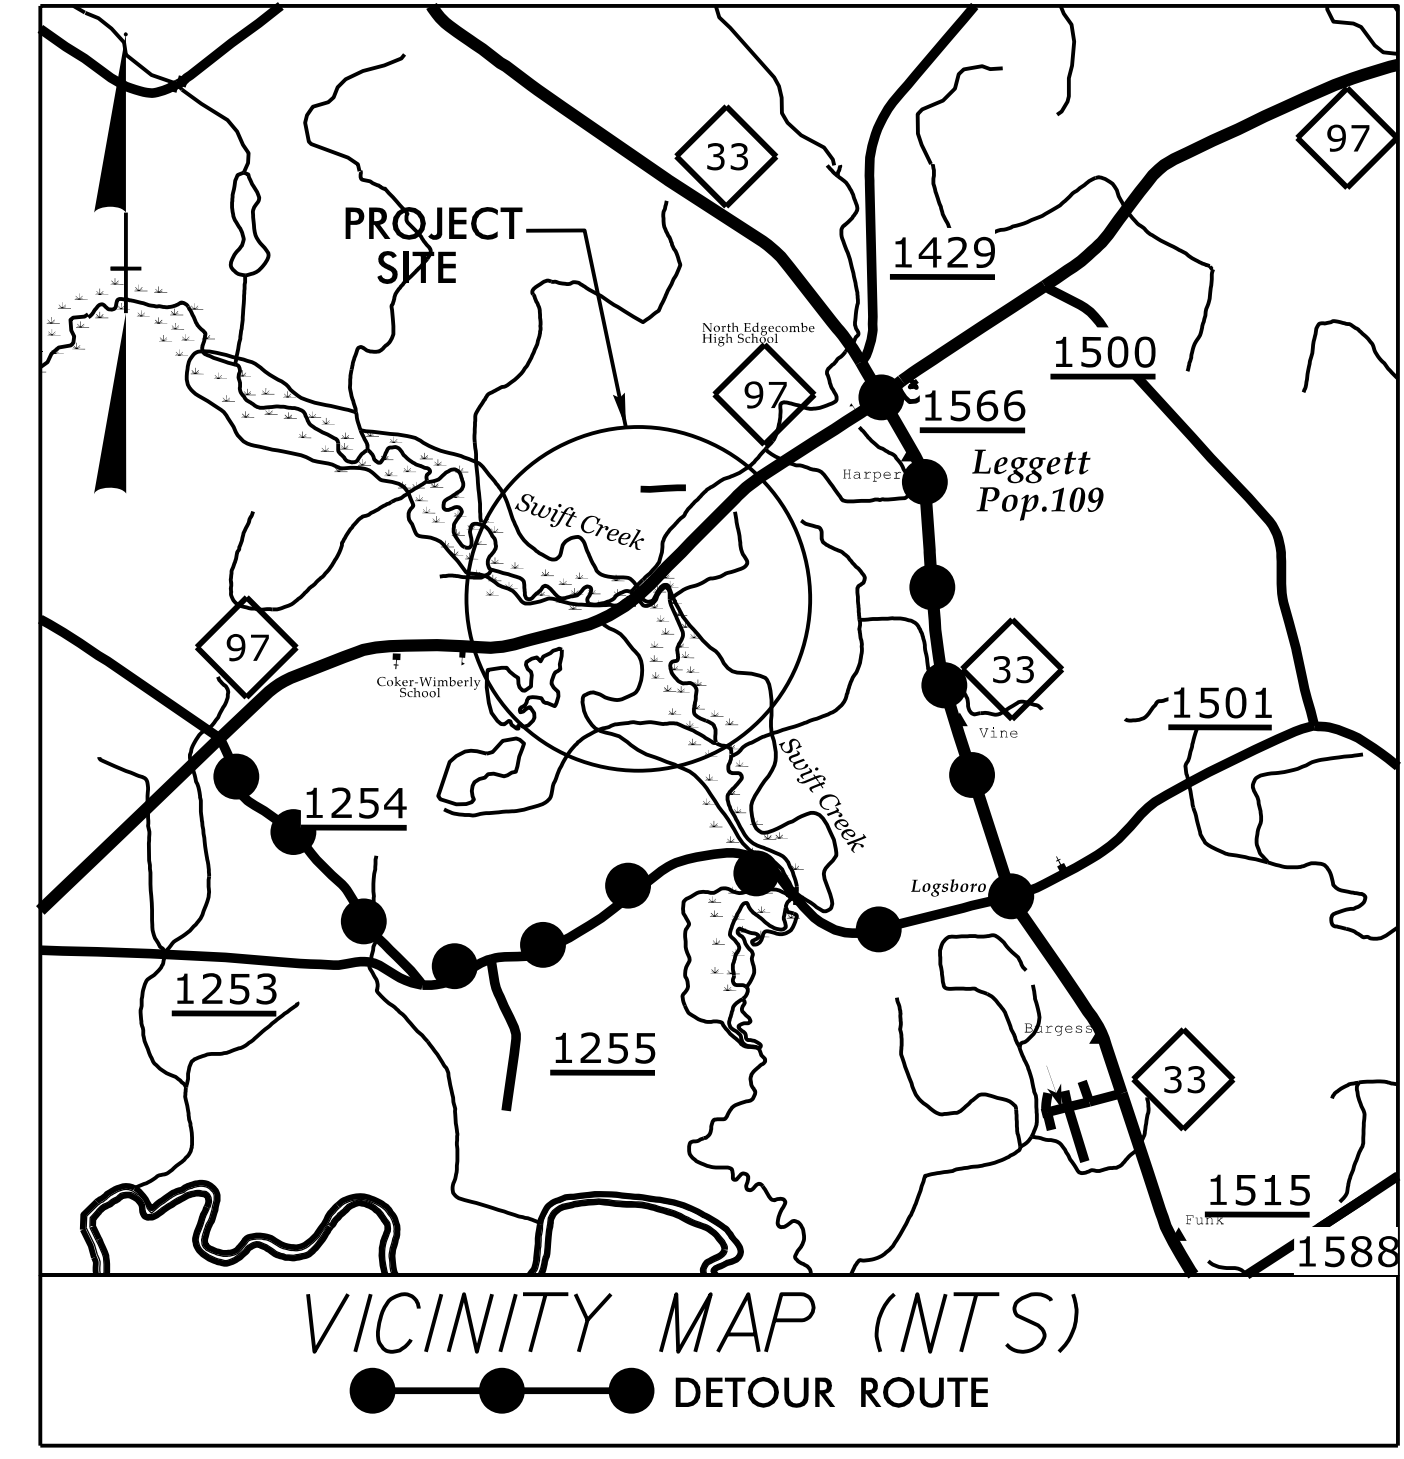 33
97
PROJECT
SITE
1429
North Edgecombe
High School
1500
97
1566
Harper
Leggett
Pop.109
Swift Creek
97
33
Coker-Wimberly
School
1501
Vine
Swift Creek
1254
Logsboro
1253
Burgess
1255
33
1515
Funk
1588
VICINITY MAP (NTS)
DETOUR ROUTE